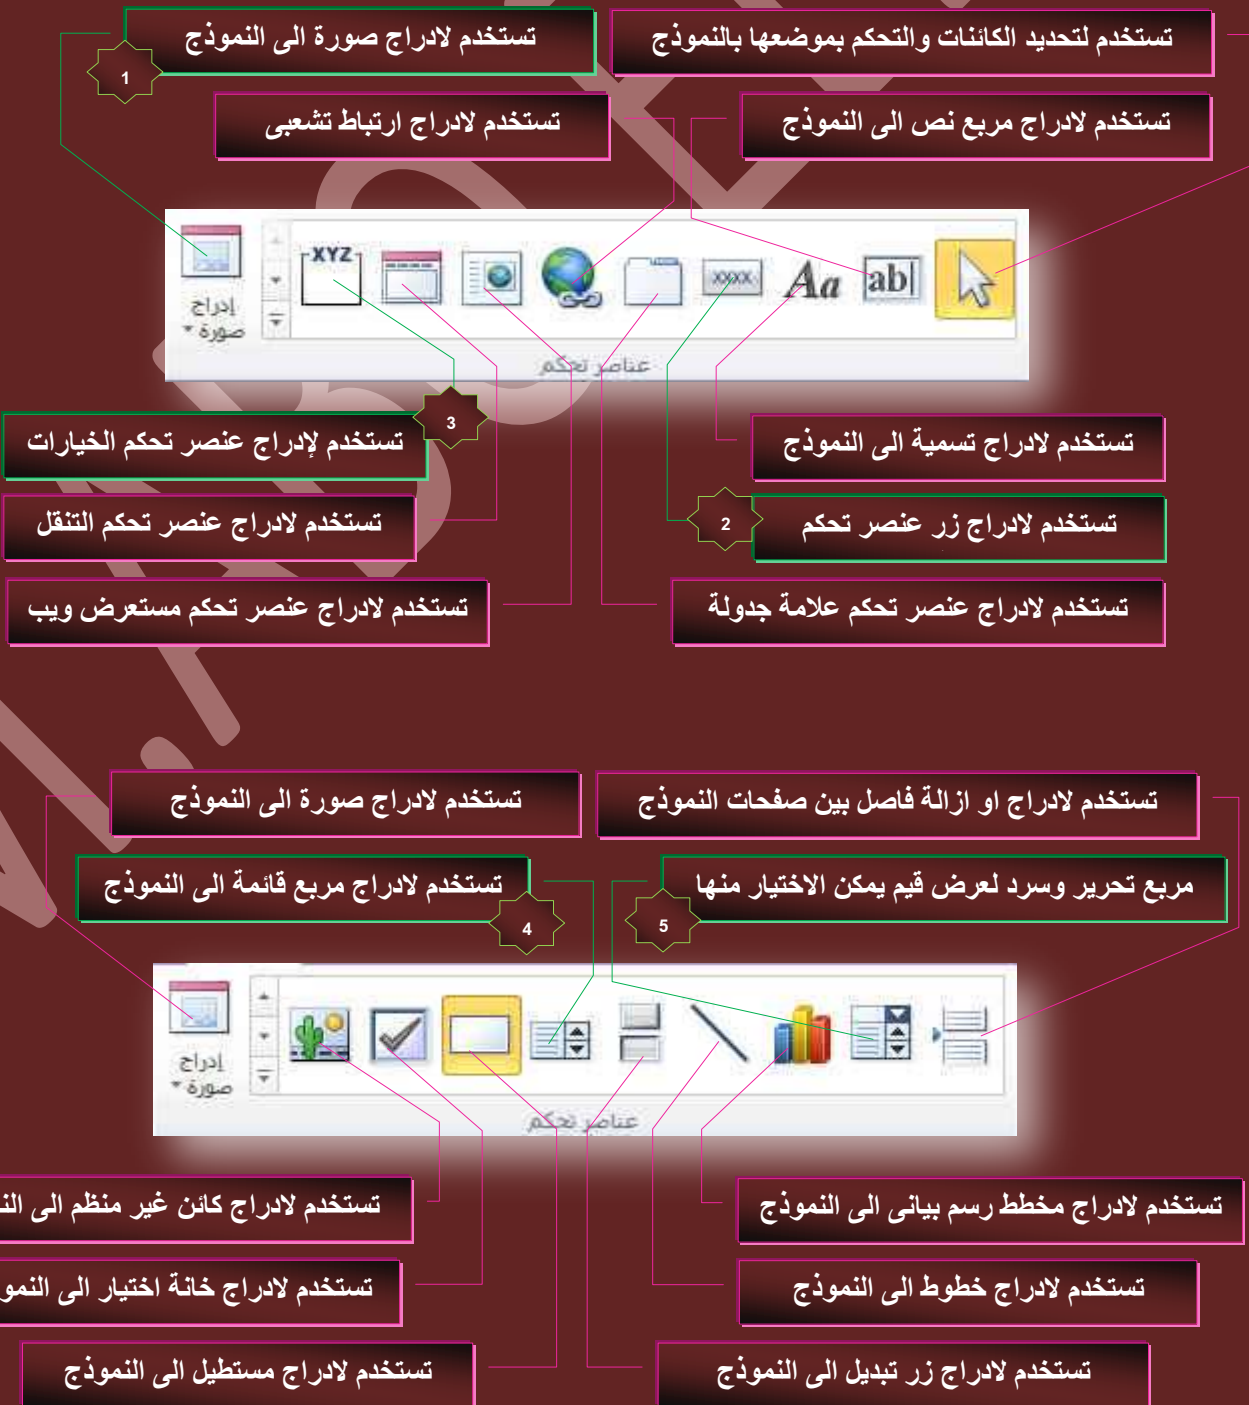 تستخدم لتحديد الكائنات والتحكم بموضعها بالنموذج
تستخدم لادراج صورة الى النموذج
1
تستخدم لادراج مربع نص الى النموذج
تستخدم لادراج ارتباط تشعبى
ab
Aa
XXXX
XYZ
إدراج
صورة
عناصر تحكم
3
تستخدم لادراج تسمية الى النموذج
تستخدم لإدراج عنصر تحكم الخيارات
تستخدم لادراج زر عنصر تحكم
2
تستخدم لادراج عنصر تحكم التنقل
تستخدم لادراج عنصر تحكم علامة جدولة
تستخدم لادراج عنصر تحكم مستعرض ويب
تستخدم لادراج او ازالة فاصل بين صفحات النموذج
تستخدم لادراج صورة الى النموذج
مربع تحرير وسرد لعرض قيم يمكن الاختيار منها
5
تستخدم لادراج مربع قائمة الى النموذج
4
إدراج
صورة
عناصر تحكم
تستخدم لادراج مخطط رسم بيانى الى النموذج
تستخدم لادراج كائن غير منظم الى الن
تستخدم لادراج خطوط الى النموذج
تستخدم لادراج خانة اختيار الى النمو
تستخدم لادراج زر تبديل الى النموذج
تستخدم لادراج مستطيل الى النموذج